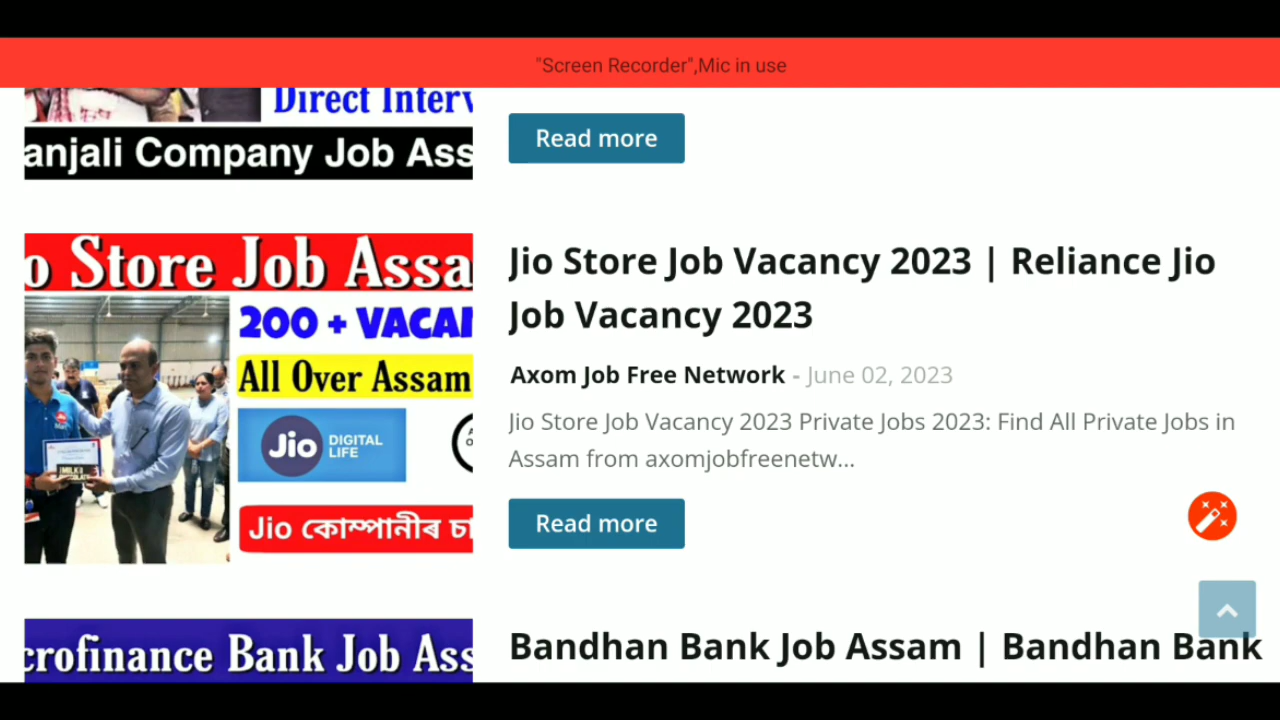 "Screen Recorder",Mic in use
Direct Interv
anjali Company Job Ass
Read more
o Store Job Assa
200 + VACAN
All Over Assam
Jio DIGITAL
LIFE
Jio কোম্পানীৰ চা
Jio Store Job Vacancy 2023 | Reliance Jio
Job Vacancy 2023
Axom Job Free Network - June 02, 2023
Jio Store Job Vacancy 2023 Private Jobs 2023: Find All Private Jobs in
Assam from axomjobfreenetw...
Read more
crofinance Bank Job Ass
Bandhan Bank Job Assam | Bandhan Bank